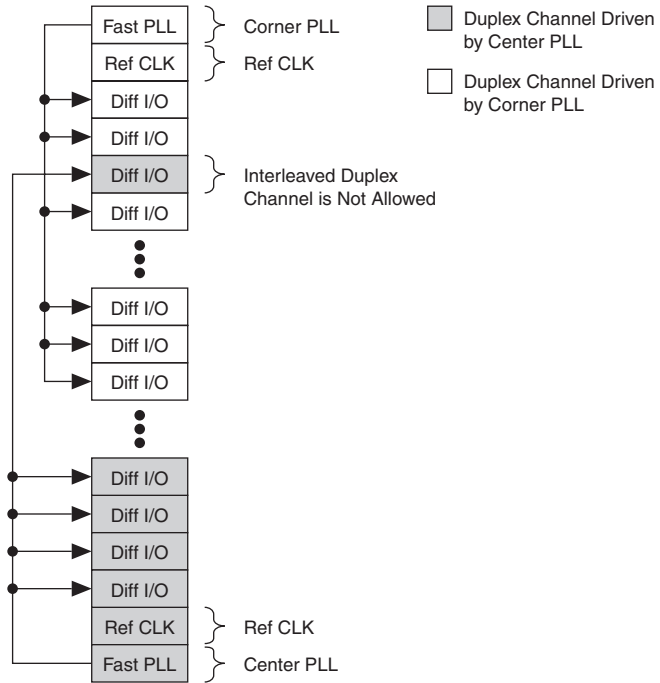 Fast PLL
Corner PLL
Ref CLK
Ref CLK
Diff I/O
Diff I/O
Diff I/O
Interleaved Duplex
Channel is Not Allowed
Diff I/O
Diff I/O
Diff I/O
Diff I/O
Diff I/O
Diff I/O
Diff I/O
Diff I/O
Ref CLK
Ref CLK
Fast PLL
Center PLL
Duplex Channel Driven
by Center PLL
Duplex Channel Driven
by Corner PLL